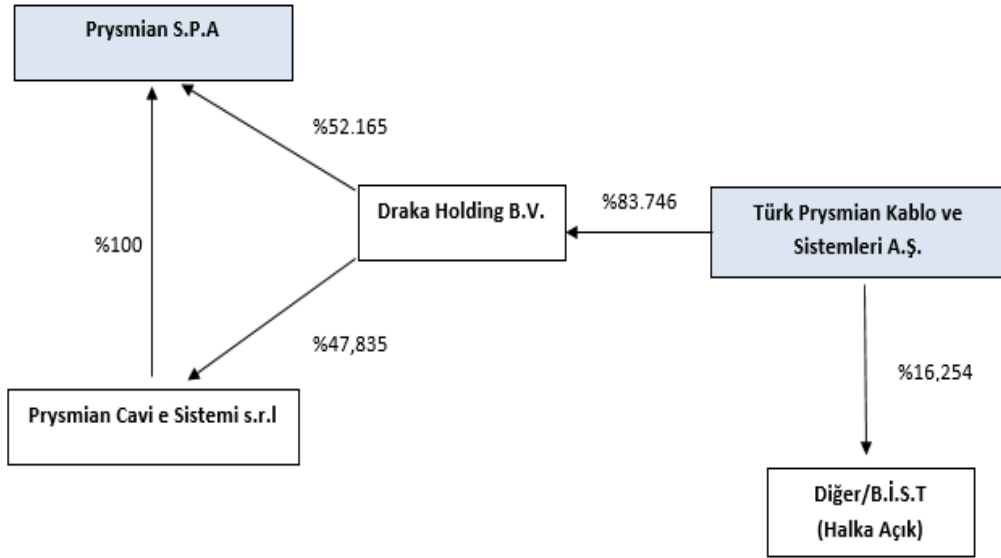 Prysmian S.P.A
%52.165
Draka Holding B.V.
%83.746
Türk Prysmian Kablo ve
Sistemleri A.Ş.
%100
%47,835
%16,254
Prysmian Cavi e Sistemi s.r.l
Diğer/B.İ.S.T
(Halka Açık)